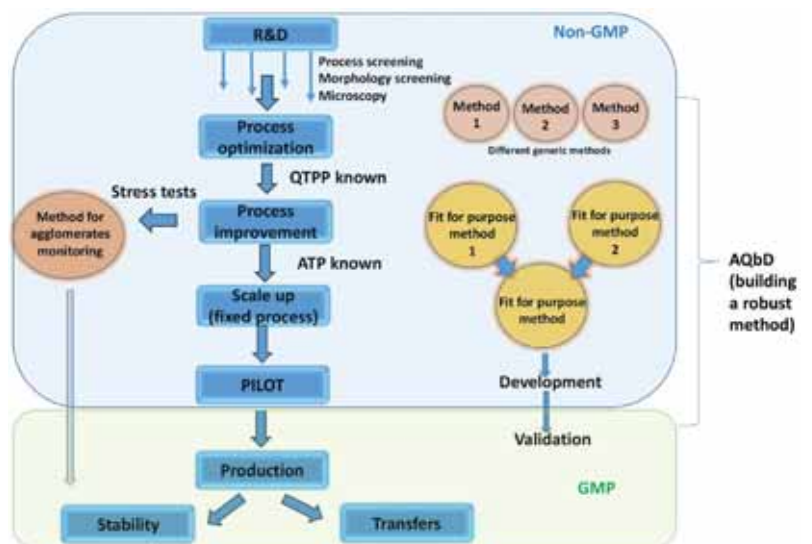 R&D
Non-GMP
Process screening
Morphology screening
Microscopy
Process
optimization
QTPP known
Stress tests
Method for
agglomerates
monitoring
Process
improvement
ATP known
Scale up
(fixed process)
PILOT
Production
Stability
Transfers
Method
1
Method
2
Method
3
Different generic methods
Fit for purpose
method
1
Fit for purpose
method
2
Fit for purpose
method
Development
Validation
GMP
AQbD
(building
a robust
method)